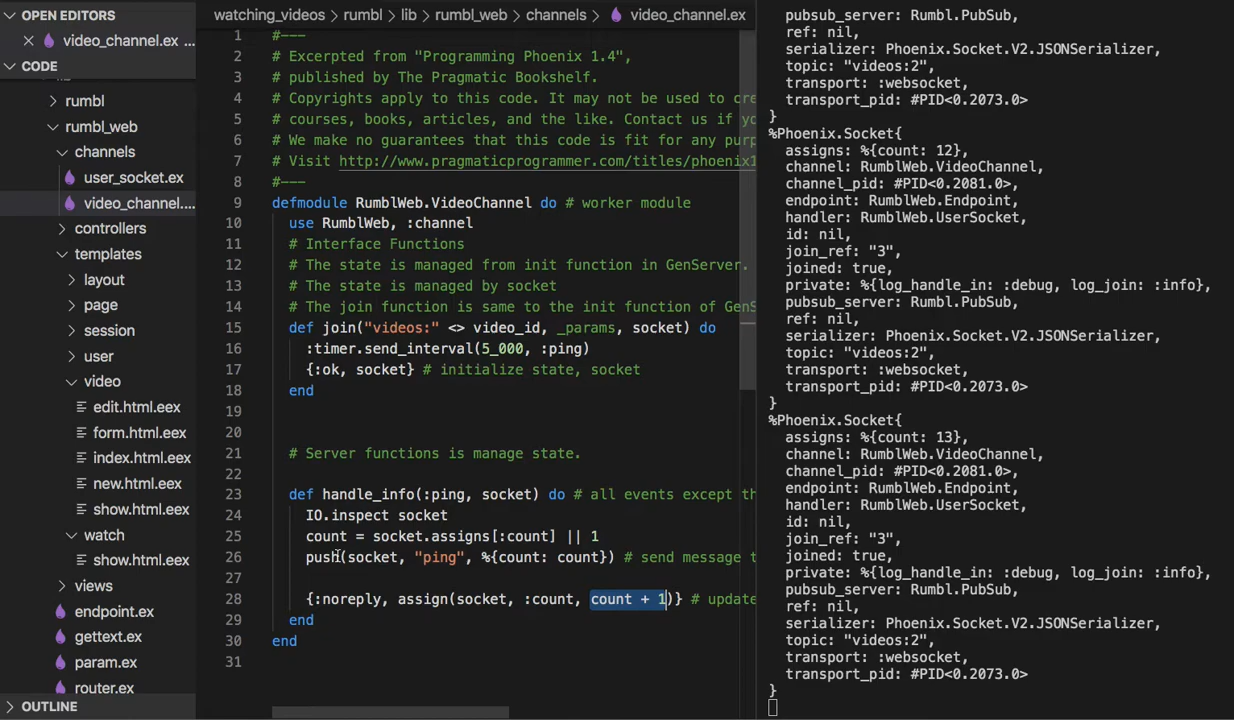 OPEN EDITORS
video_channel.ex ...
CODE
rumbl
rumbl_web
channels
user_socket.ex
video_channel....
controllers
templates
layout
page
session
user
video
edit.html.eex
form.html.eex
index.html.eex
new.html.eex
show.html.eex
watch
show.html.eex
views
endpoint.ex
gettext.ex
param.ex
router.ex
OUTLINE
watching_videos > rumbl > lib > rumbl_web > channels > video_channel.ex
1 #---
2 # Excerpted from "Programming Phoenix 1.4",
3 # published by The Pragmatic Bookshelf.
4 # Copyrights apply to this code. It may not be used to cre
5 # courses, books, articles, and the like. Contact us if yo
6 # We make no guarantees that this code is fit for any purp
7 # Visit http://www.pragmaticprogrammer.com/titles/phoenix1
8 #---
9 defmodule RumblWeb.VideoChannel do # worker module
10 use RumblWeb, :channel
11 # Interface Functions
12 # The state is managed from init function in GenServer.
13 # The state is managed by socket
14 # The join function is same to the init function of GenS
15 def join("videos:" <> video_id, _params, socket) do
16 :timer.send_interval(5_000, :ping)
17 {:ok, socket} # initialize state, socket
18 end
19
20
21 # Server functions is manage state.
22
23 def handle_info(:ping, socket) do # all events except th
24 IO.inspect socket
25 count = socket.assigns[:count] || 1
26 push(socket, "ping", %{count: count}) # send message t
27
28 {:noreply, assign(socket, :count, count + 1)} # update
29 end
30 end
31
pubsub_server: Rumbl.PubSub,
ref: nil,
serializer: Phoenix.Socket.V2.JSONSerializer,
topic: "videos:2",
transport: :websocket,
transport_pid: #PID<0.2073.0>
}
%Phoenix.Socket{
assigns: %{count: 12},
channel: RumblWeb.VideoChannel,
channel_pid: #PID<0.2081.0>,
endpoint: RumblWeb.Endpoint,
handler: RumblWeb.UserSocket,
id: nil,
join_ref: "3",
joined: true,
private: %{log_handle_in: :debug, log_join: :info},
pubsub_server: Rumbl.PubSub,
ref: nil,
serializer: Phoenix.Socket.V2.JSONSerializer,
topic: "videos:2",
transport: :websocket,
transport_pid: #PID<0.2073.0>
}
%Phoenix.Socket{
assigns: %{count: 13},
channel: RumblWeb.VideoChannel,
channel_pid: #PID<0.2081.0>,
endpoint: RumblWeb.Endpoint,
handler: RumblWeb.UserSocket,
id: nil,
join_ref: "3",
joined: true,
private: %{log_handle_in: :debug, log_join: :info},
pubsub_server: Rumbl.PubSub,
ref: nil,
serializer: Phoenix.Socket.V2.JSONSerializer,
topic: "videos:2",
transport: :websocket,
transport_pid: #PID<0.2073.0>
}